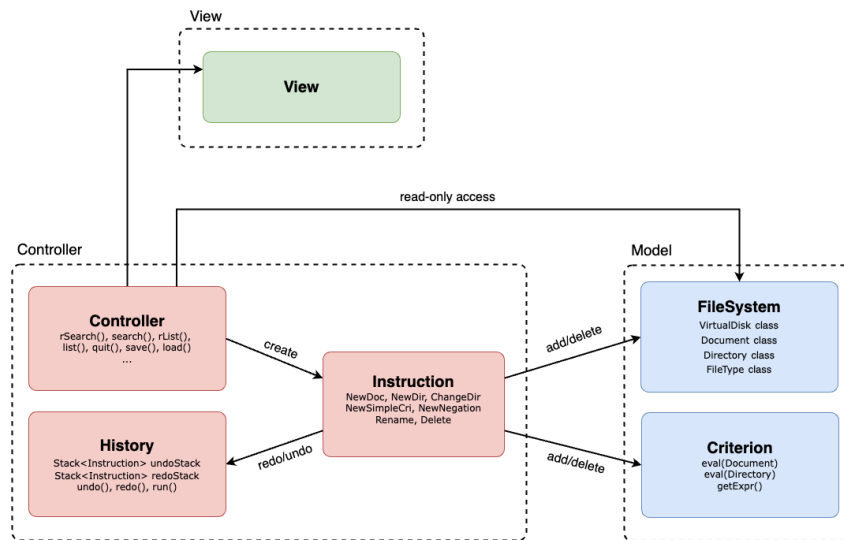 View
View
read-only access
Controller
Model
Controller
rSearch(), search(), rList(),
list(), quit(), save(), load()
...
create
FileSystem
VirtualDisk class
Document class
Directory class
FileType class
add/delete
Instruction
NewDoc, NewDir, ChangeDir
NewSimpleCri, NewNegation
Rename, Delete
History
Stack<Instruction> undoStack
Stack<Instruction> redoStack
undo(), redo(), run()
redo/undo
add/delete
Criterion
eval(Document)
eval(Directory)
getExpr()